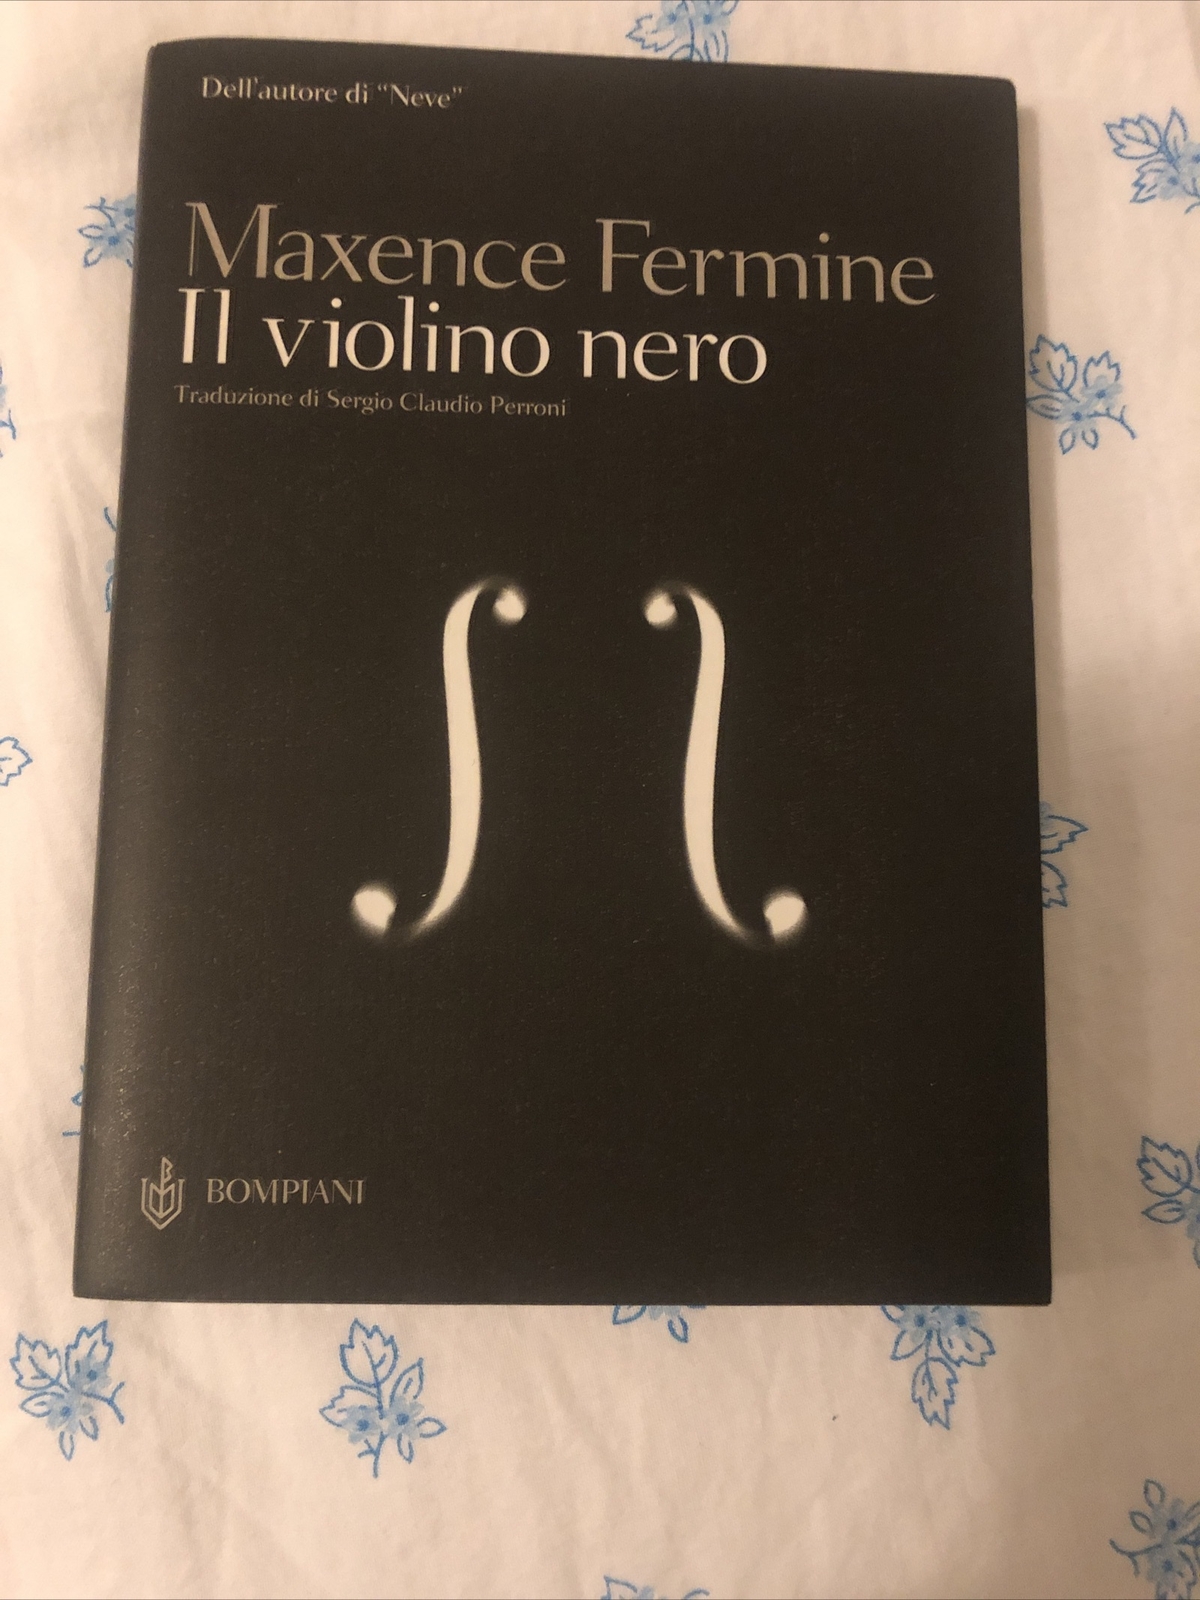 Dell'autore di “Neve”
Maxence Fermine
Il violino nero
Traduzione di Sergio Claudio Perroni
BOMPIANI